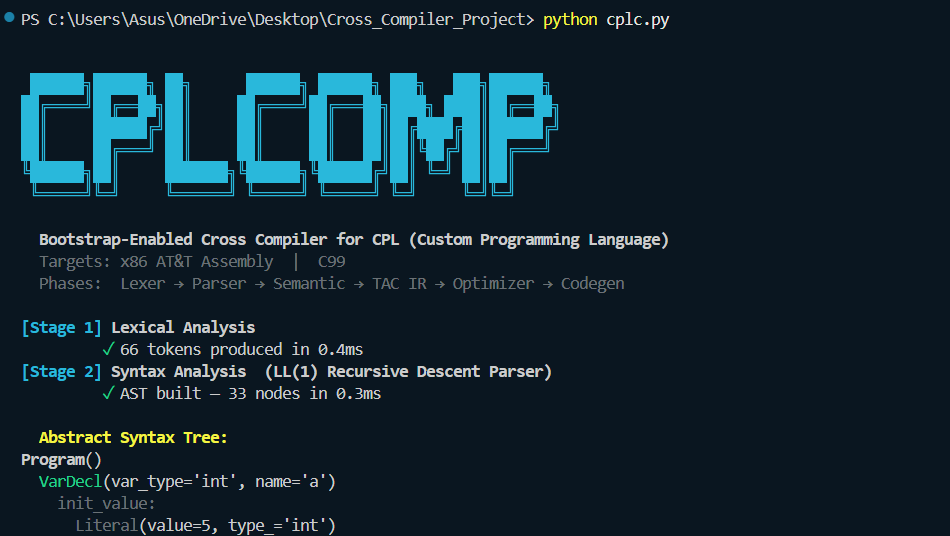 PS C:\Users\Asus\OneDrive\Desktop\Cross_Compiler_Project> python cplc.py
CPLCOMP
Bootstrap-Enabled Cross Compiler for CPL (Custom Programming Language)
Targets: x86 AT&T Assembly | C99
Phases:  Lexer → Parser → Semantic → TAC IR → Optimizer → Codegen
[Stage 1] Lexical Analysis
✓ 66 tokens produced in 0.4ms
[Stage 2] Syntax Analysis  (LL(1) Recursive Descent Parser)
✓ AST built — 33 nodes in 0.3ms
Abstract Syntax Tree:
Program()
VarDecl(var_type='int', name='a')
init_value:
Literal(value=5, type_='int')